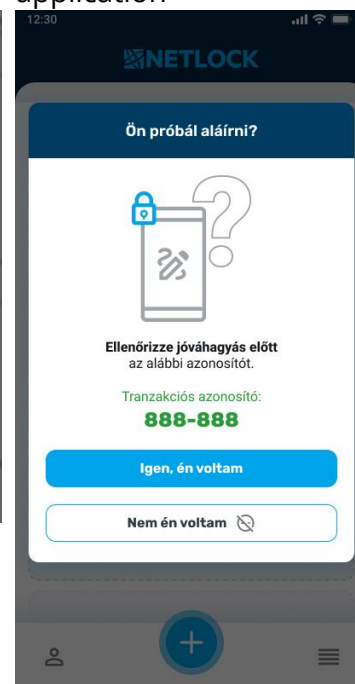 application
12:30
NETLOCK
Ön próbál aláírni?
Ellenőrizze jóváhagyás előtt
az alábbi azonosítót.
Tranzakciós azonosító:
888-888
Igen, én voltam
Nem én voltam